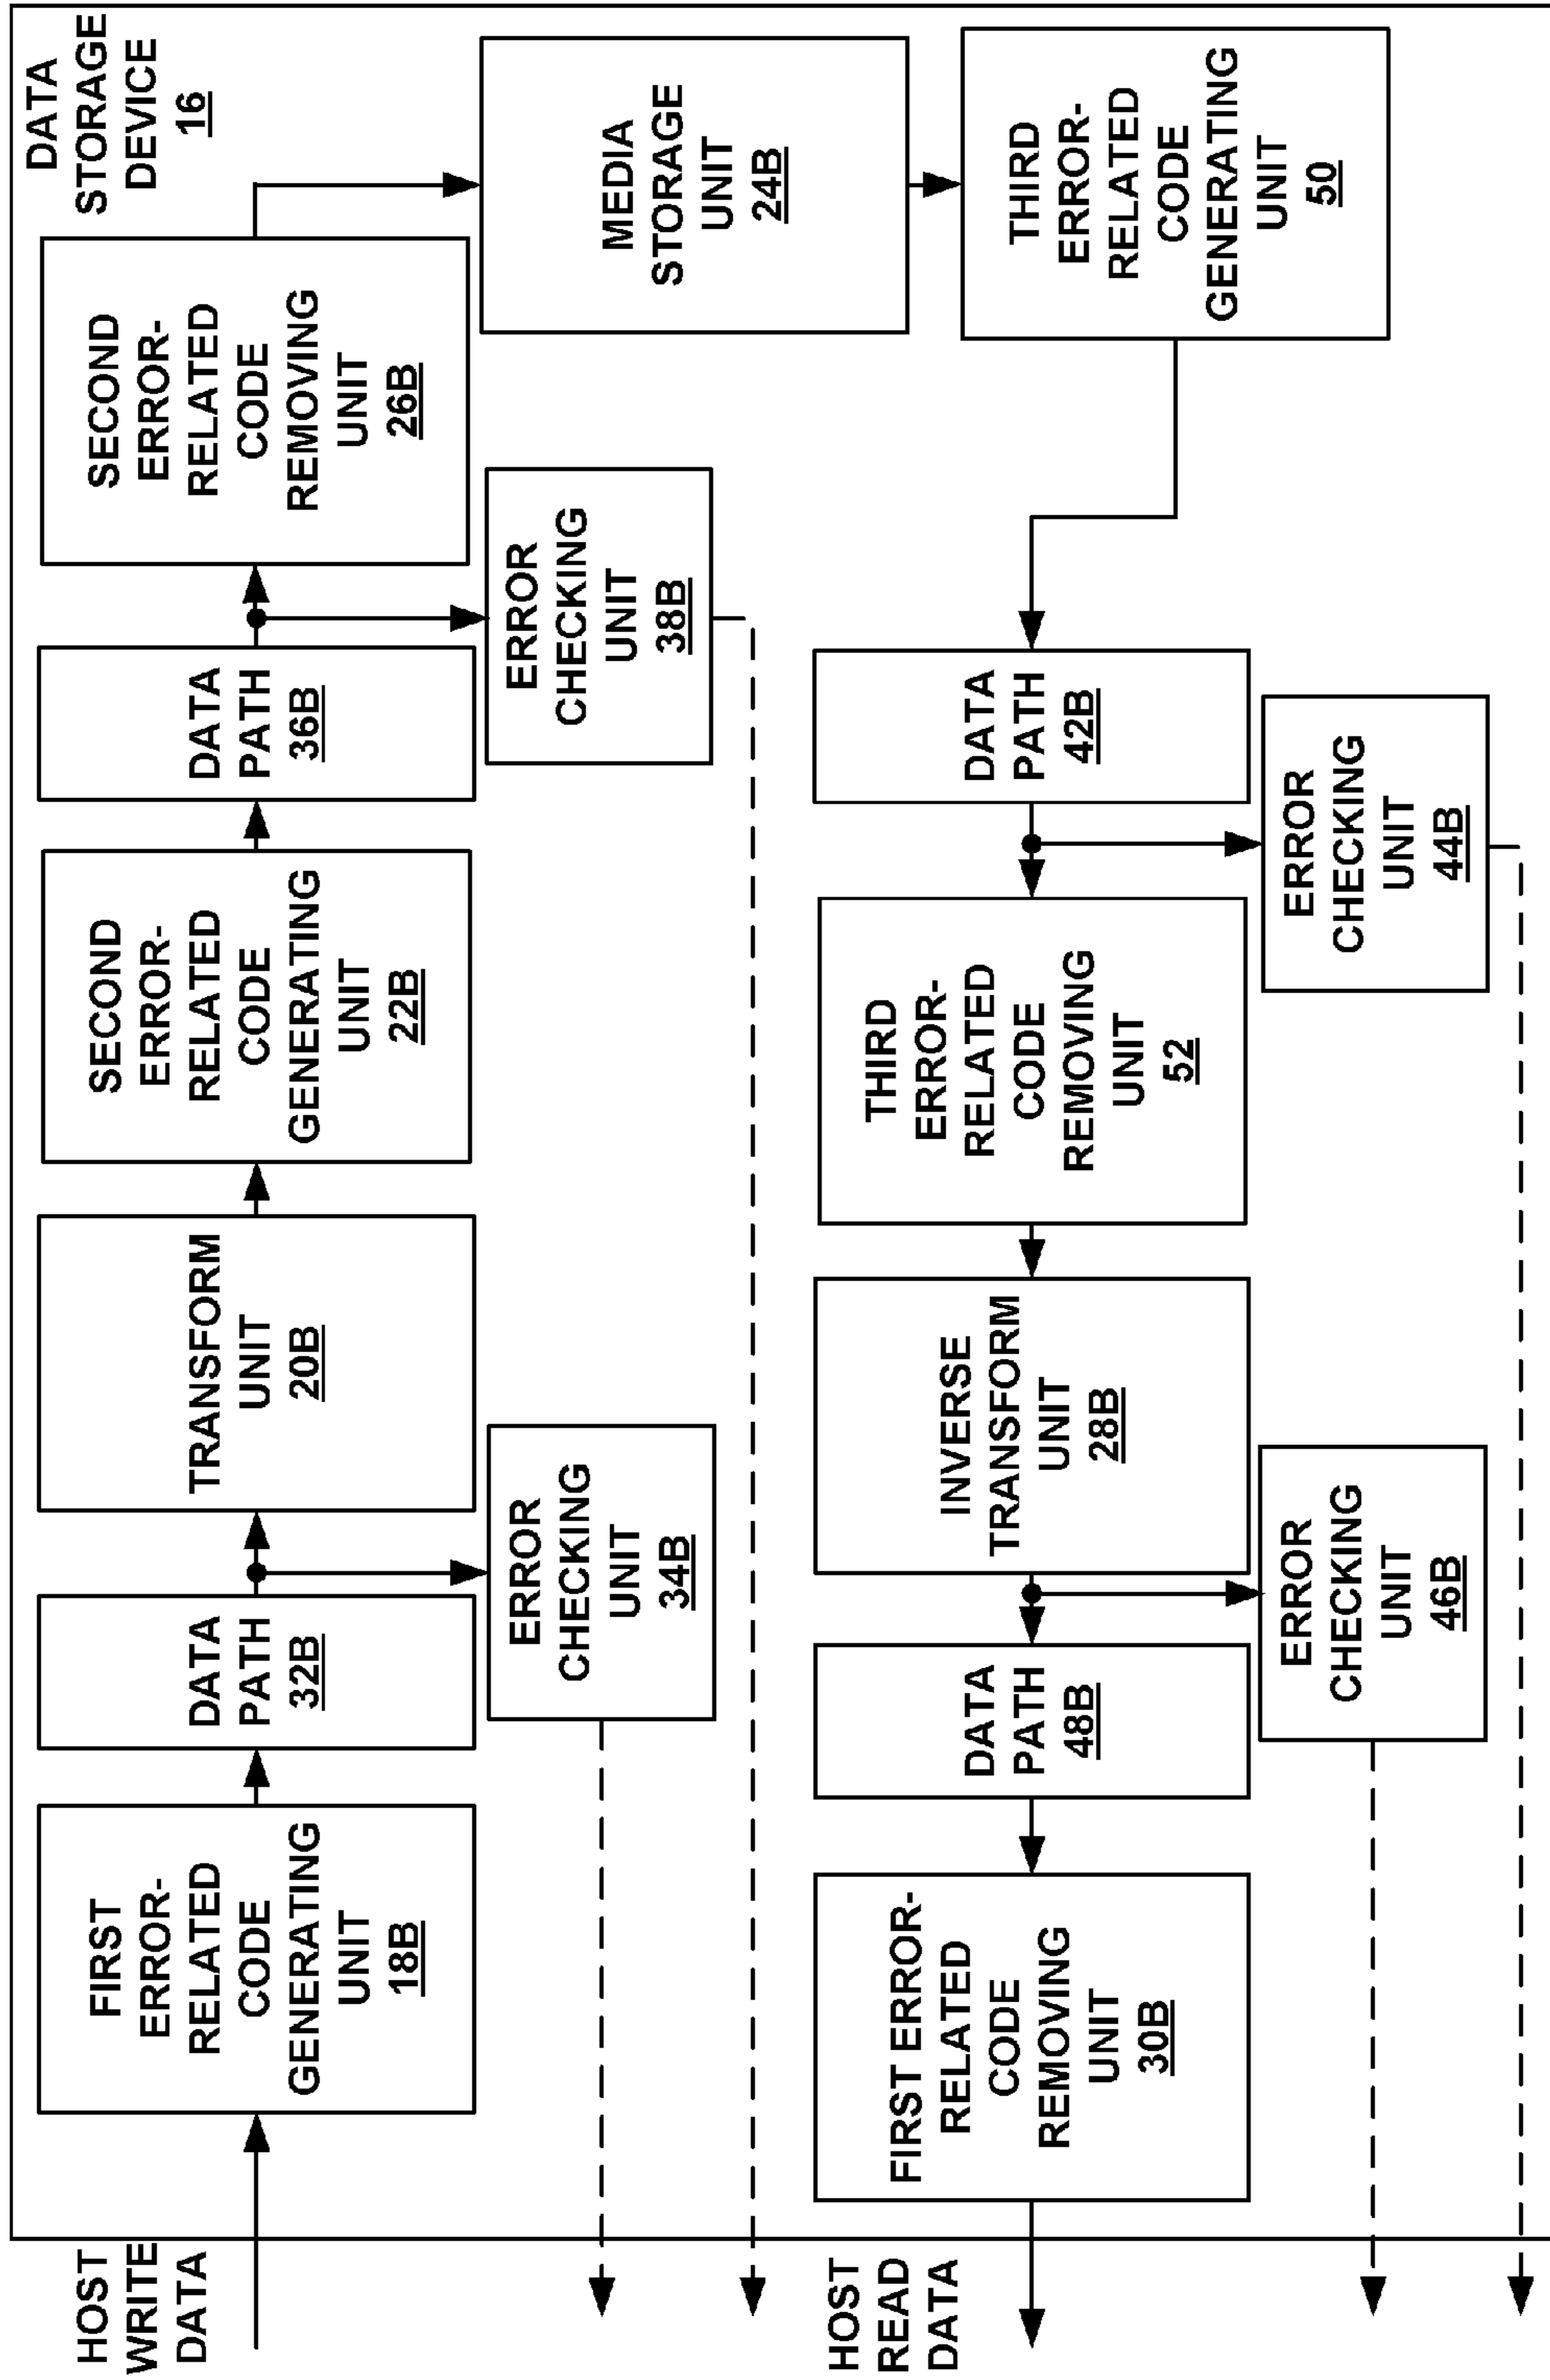 HOST
WRITE
DATA
FIRST
ERROR-
RELATED
CODE
GENERATING
UNIT
18B
DATA
PATH
32B
TRANSFORM
UNIT
20B
SECOND
ERROR-
RELATED
CODE
GENERATING
UNIT
22B
DATA
PATH
36B
SECOND
ERROR-
RELATED
CODE
REMOVING
UNIT
26B
DATA
STORAGE
DEVICE
16
ERROR
CHECKING
UNIT
34B
ERROR
CHECKING
UNIT
38B
MEDIA
STORAGE
UNIT
24B
HOST
READ
DATA
FIRST ERROR-
RELATED
CODE
REMOVING
UNIT
30B
DATA
PATH
48B
INVERSE
TRANSFORM
UNIT
28B
THIRD
ERROR-
RELATED
CODE
REMOVING
UNIT
52
DATA
PATH
42B
THIRD
ERROR-
RELATED
CODE
GENERATING
UNIT
50
ERROR
CHECKING
UNIT
46B
ERROR
CHECKING
UNIT
44B